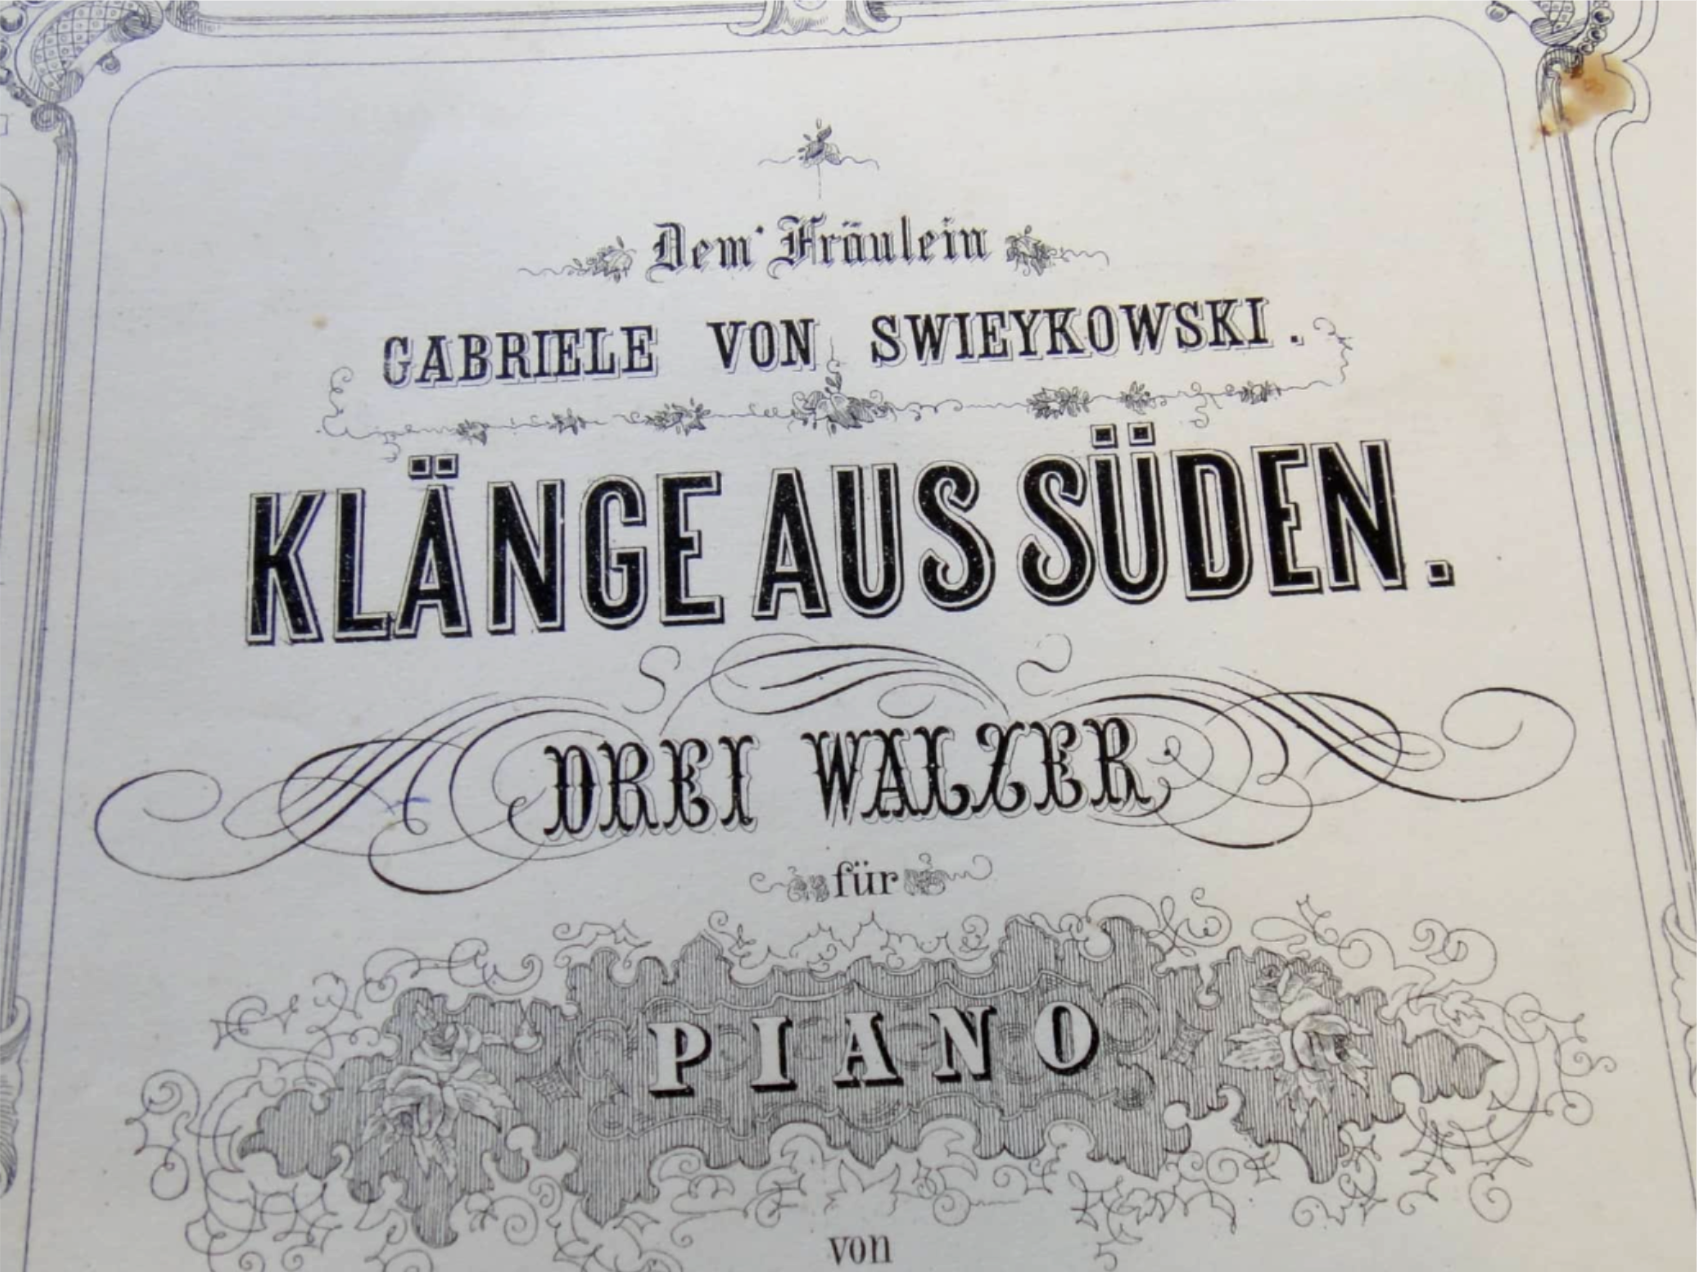 Dem Fräulein
GABRIELE VON SWIEYKOWSKI.
KLÄNGE AUS SÜDEN.
DREI WALZER
für
PIANO
von